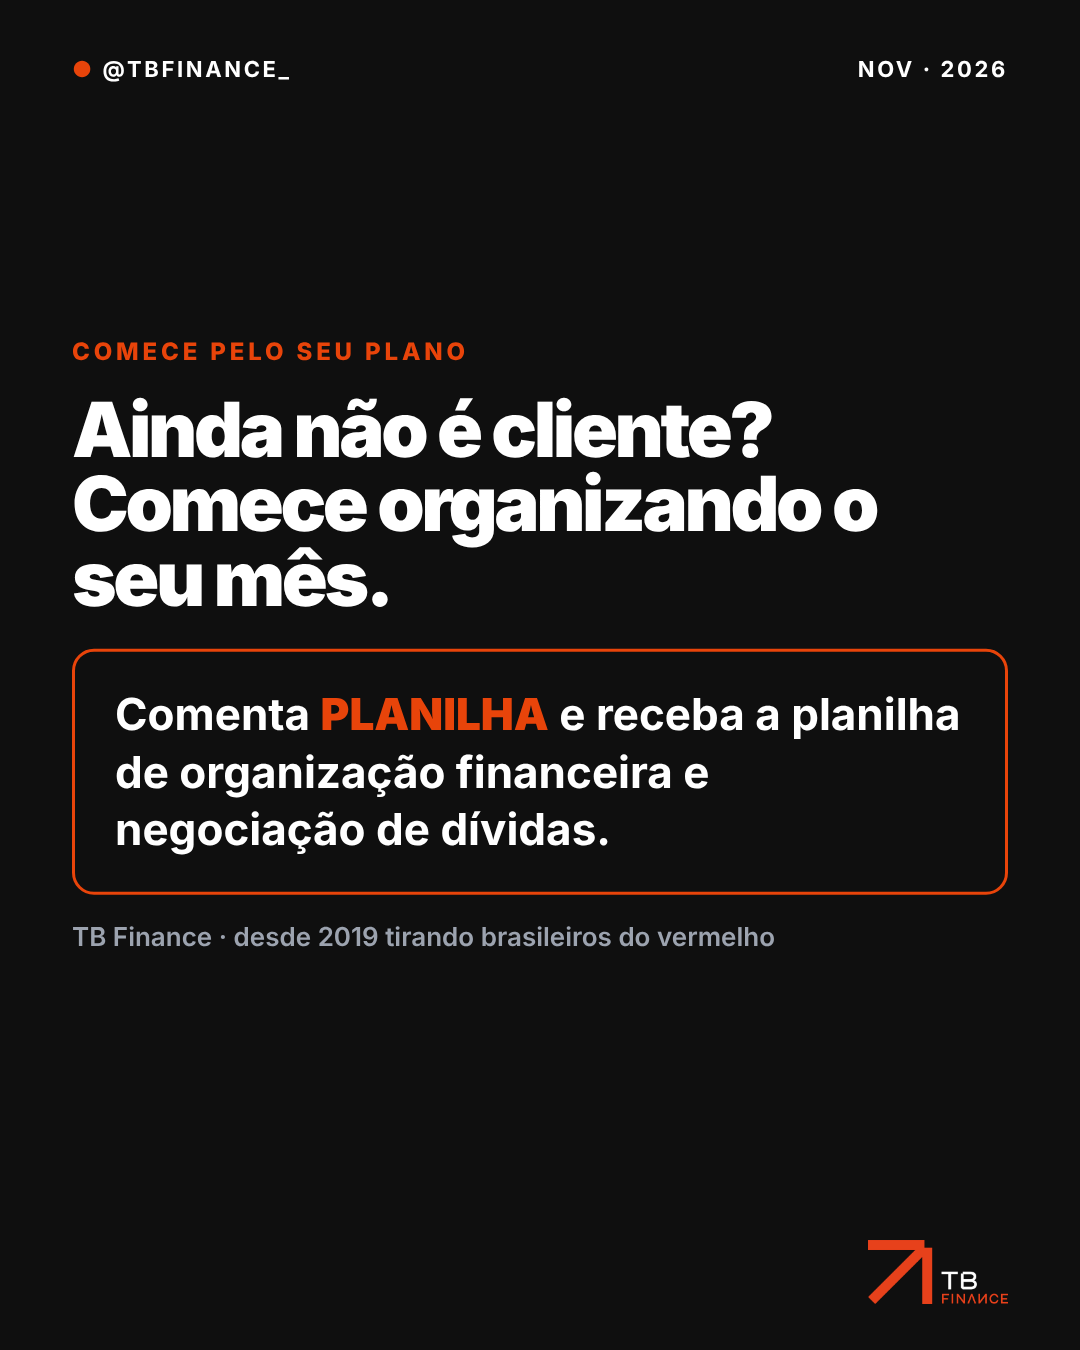 @TBFINANCE_
NOV · 2026
COMECE PELO SEU PLANO
Ainda não é cliente?
Comece organizando o
seu mês.
Comenta PLANILHA e receba a planilha
de organização financeira e
negociação de dívidas.
TB Finance · desde 2019 tirando brasileiros do vermelho
TB
FINANCE